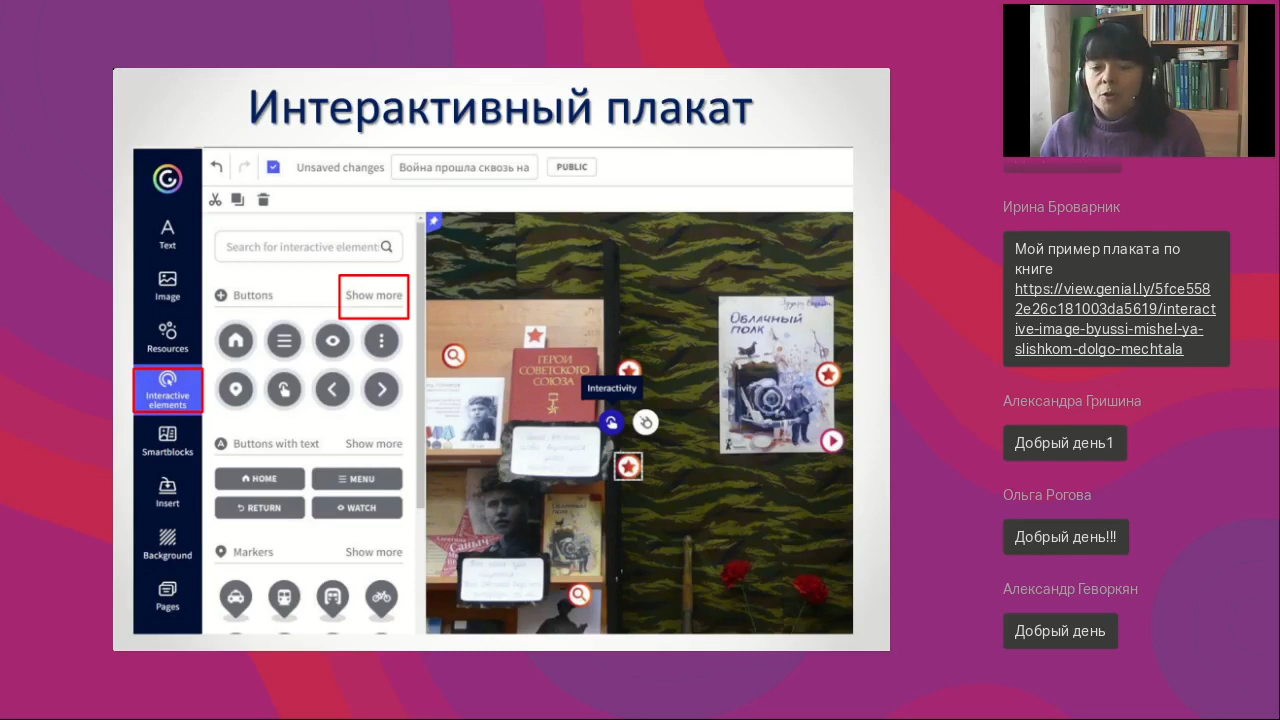 Интерактивный плакат
Unsaved changes
Война прошла сквозь на
PUBLIC
Text
Image
Resources
Interactive
elements
Smartblocks
Insert
Background
Pages
Search for interactive element:
Buttons
Show more
Buttons with text
Show more
HOME
MENU
RETURN
WATCH
Markers
Show more
ГЕРОИ
СОВЕТСКОГО
СОЮЗА
Interactivity
ОБЛАЧНЫЙ
ПОЛК
Саныч
Ирина Броварник
Мой пример плаката по
книге
https://view.genial.ly/5fce558
2e26c181003da5619/interact
ive-image-byussi-mishel-ya-
slishkom-dolgo-mechtala
Александра Гришина
Добрый день1
Ольга Рогова
Добрый день!!!
Александр Геворкян
Добрый день